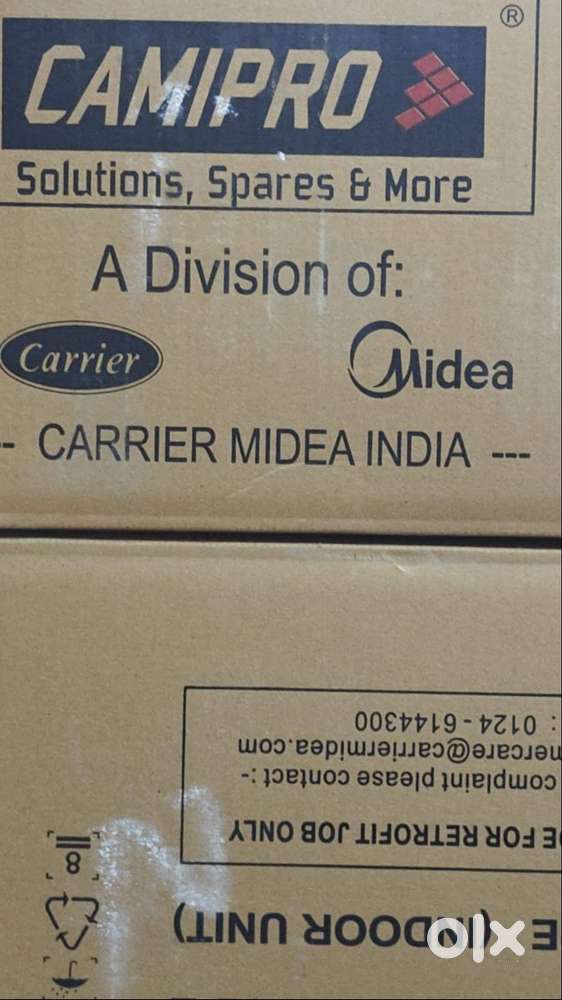 ®
CAMIPRO
Solutions, Spares & More
A Division of:
Carrier
Midea
-- CARRIER MIDEA INDIA ---
E (INDOOR UNIT)
E FOR RETROFIT JOB ONLY
complaint please contact :-
mercare@carriermidea.com
: 0124 - 6144300
8
olx